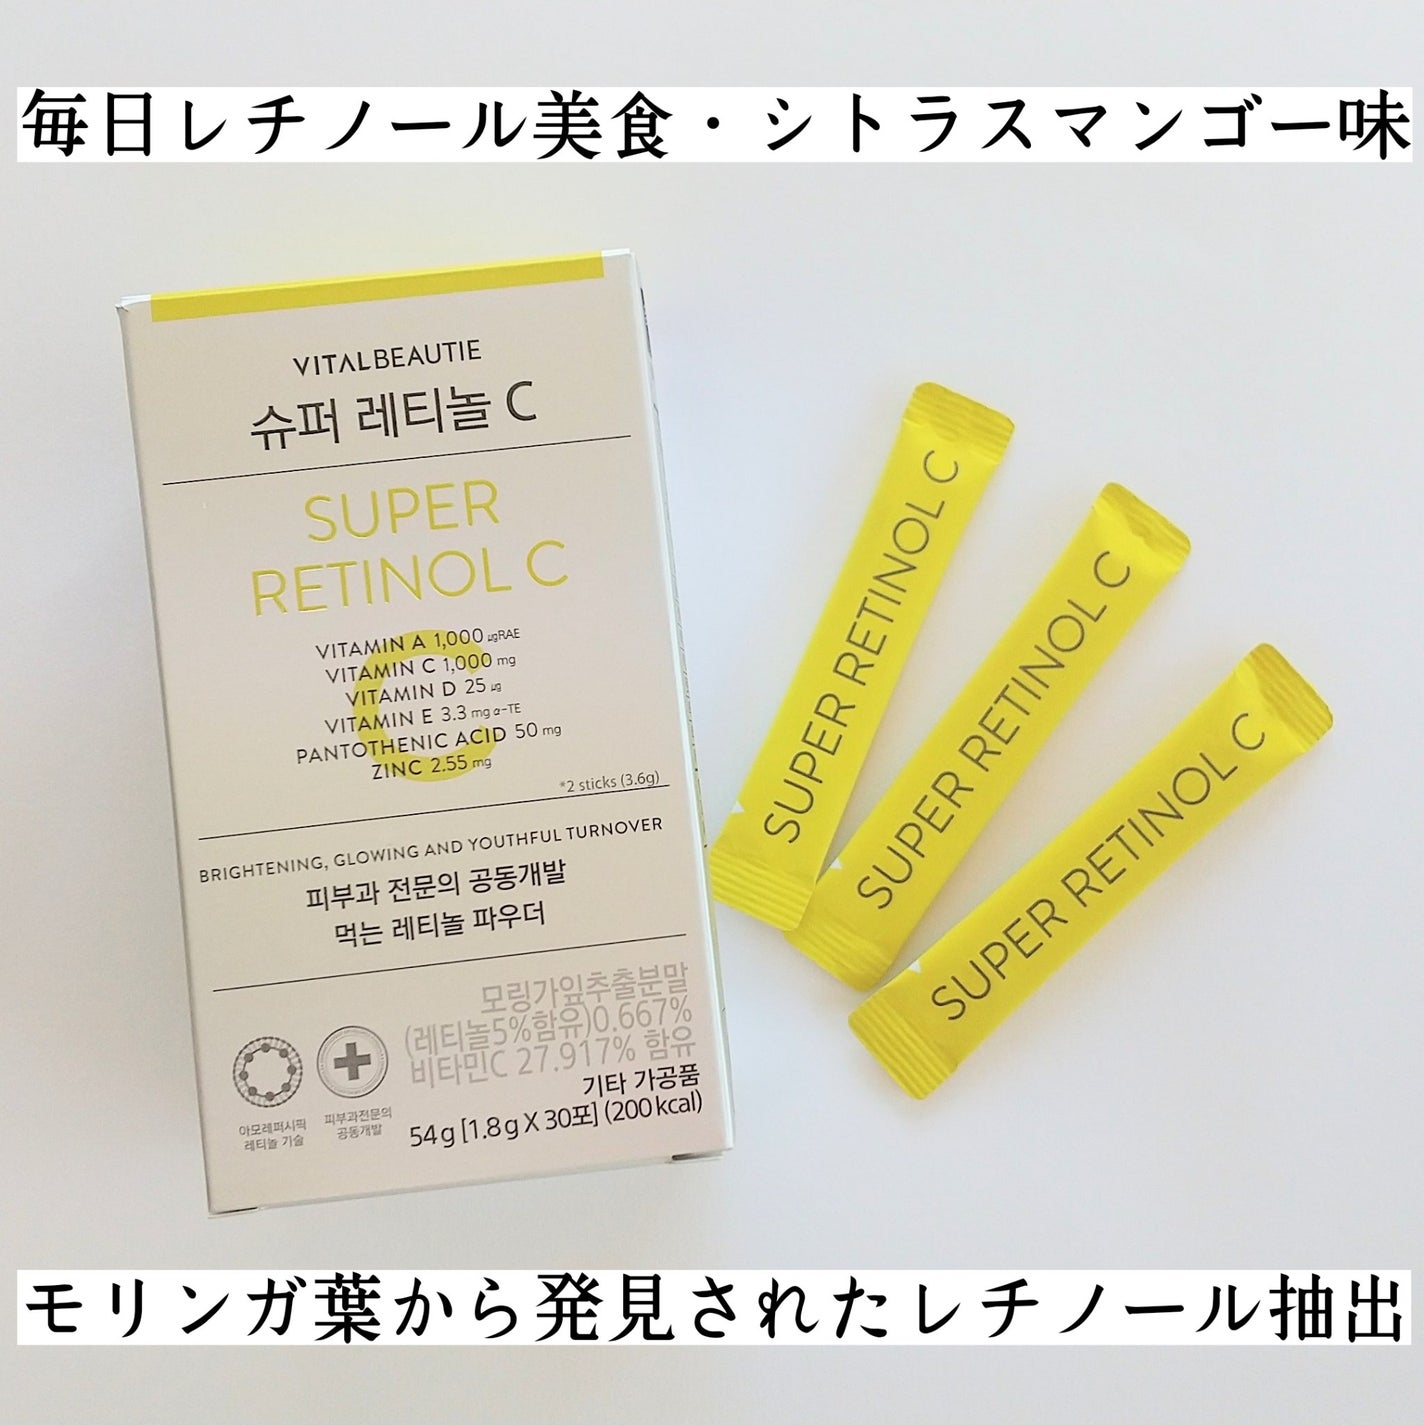 毎日レチノール美食・シトラスマンゴー味
VITALBEAUTIE
슈퍼 레티놀 C
SUPER
RETINOL C
VITAMIN A 1,000 μgRAE
VITAMIN C 1,000 mg
VITAMIN D 25 μg
VITAMIN E 3.3 mg α-TE
PANTOTHENIC ACID 50 mg
ZINC 2.55 mg
*2 sticks (3.6g)
BRIGHTENING, GLOWING AND YOUTHFUL TURNOVER
피부과 전문의 공동개발
먹는 레티놀 파우더
모링가잎추출분말
(레티놀5%함유)0.667%
비타민C 27.917% 함유
기타 가공품
54g [1.8g X 30포] (200kcal)
아모레퍼시픽
레티놀 기술
피부과전문의
공동개발
SUPER RETINOL C
SUPER RETINOL C
SUPER RETINOL C
モリンガ葉から発見されたレチノール抽出